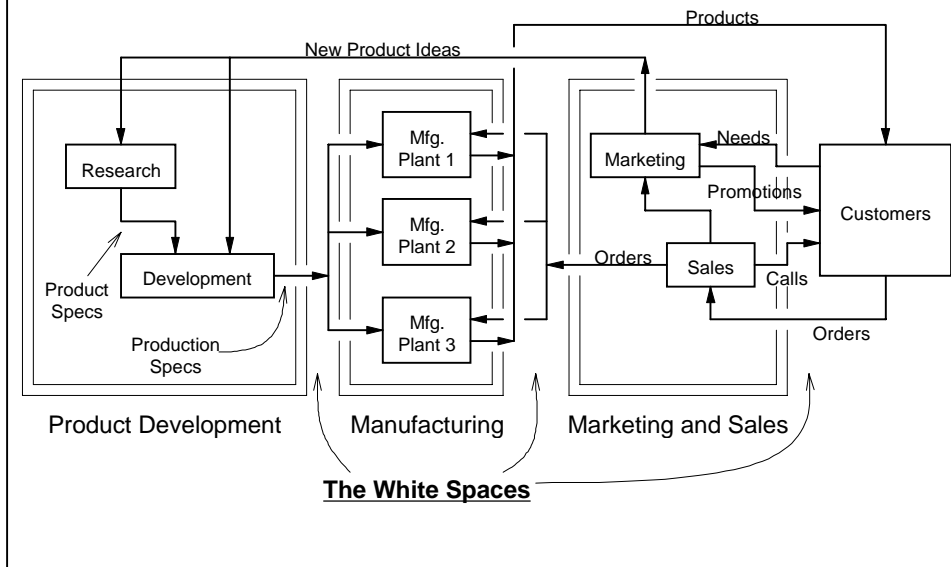 Products
New Product Ideas
Research
Product
Specs
Development
Production
Specs
Mfg.
Plant 1
Mfg.
Plant 2
Mfg.
Plant 3
Marketing
Needs
Promotions
Customers
Orders
Sales
Calls
Orders
Product Development
Manufacturing
Marketing and Sales
The White Spaces